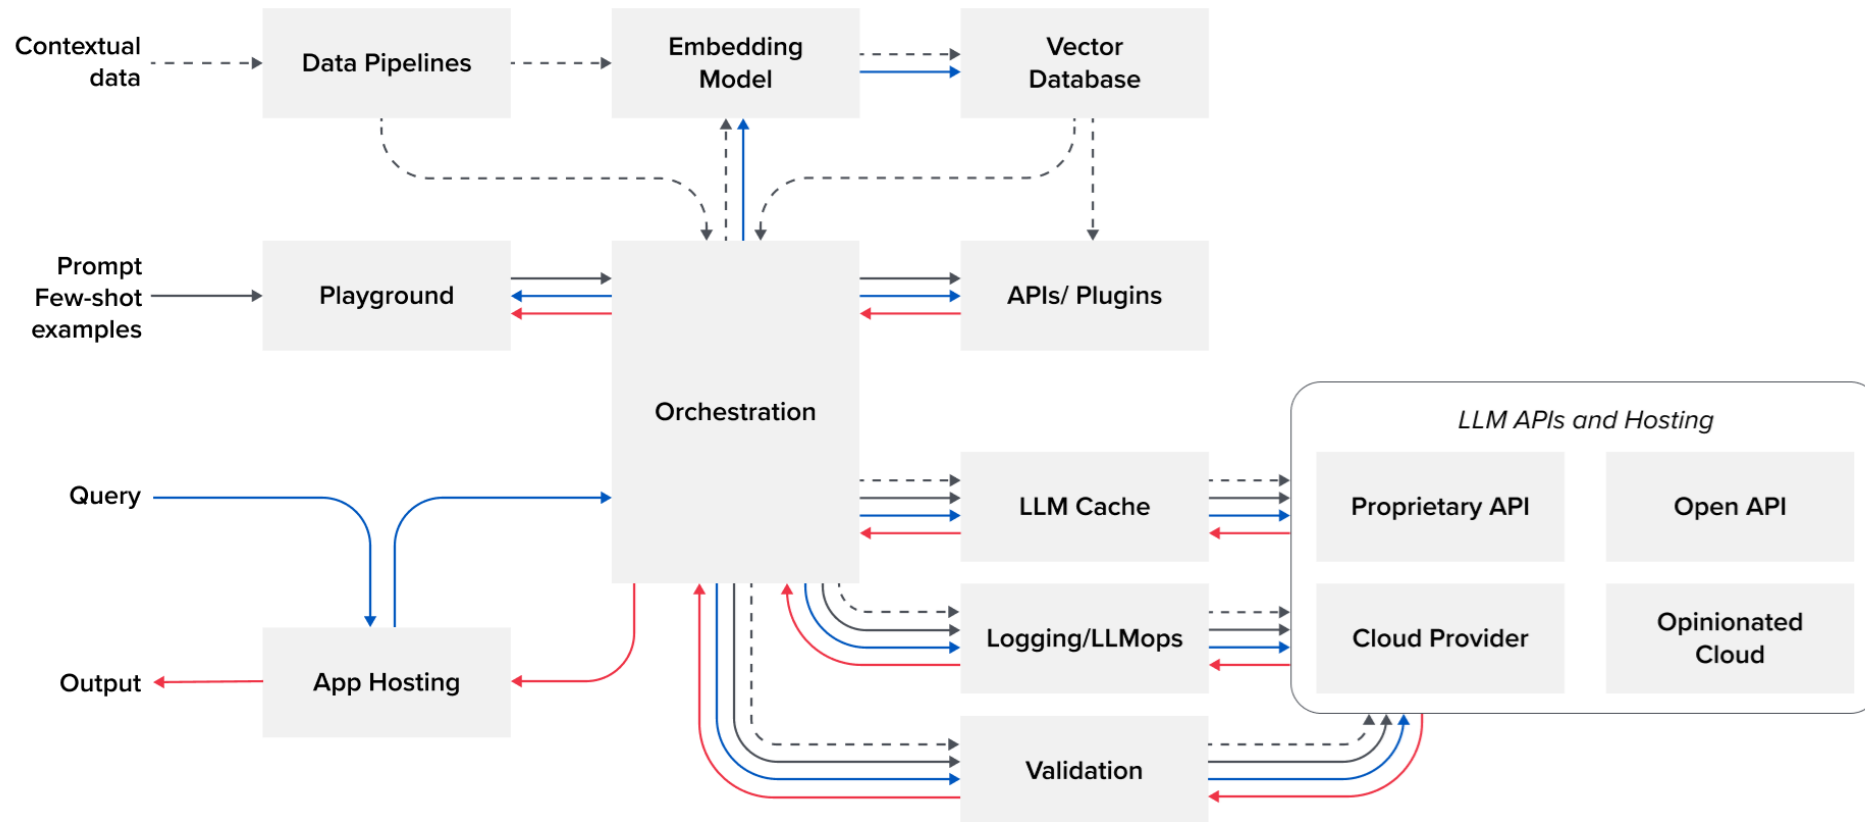 Contextual
data
Data Pipelines
Embedding
Model
Vector
Database
Prompt
Few-shot
examples
Playground
APIs/ Plugins
Orchestration
LLM APIs and Hosting
Query
LLM Cache
Proprietary API
Open API
Logging/LLMops
Cloud Provider
Opinionated
Cloud
Output
App Hosting
Validation